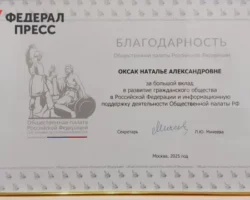 ФЕДЕРАЛ
ПРЕСС
БЛАГОДАРНОСТЬ
Общественной палаты Российской Федерации
ОКСАК НАТАЛЬЕ АЛЕКСАНДРОВНЕ
за большой вклад
в развитие гражданского общества
в Российской Федерации и информационную
поддержку деятельности Общественной палаты РФ
Общественная палата
Российской Федерации
Секретарь
Л.Ю. Михеева
Москва, 2025 год